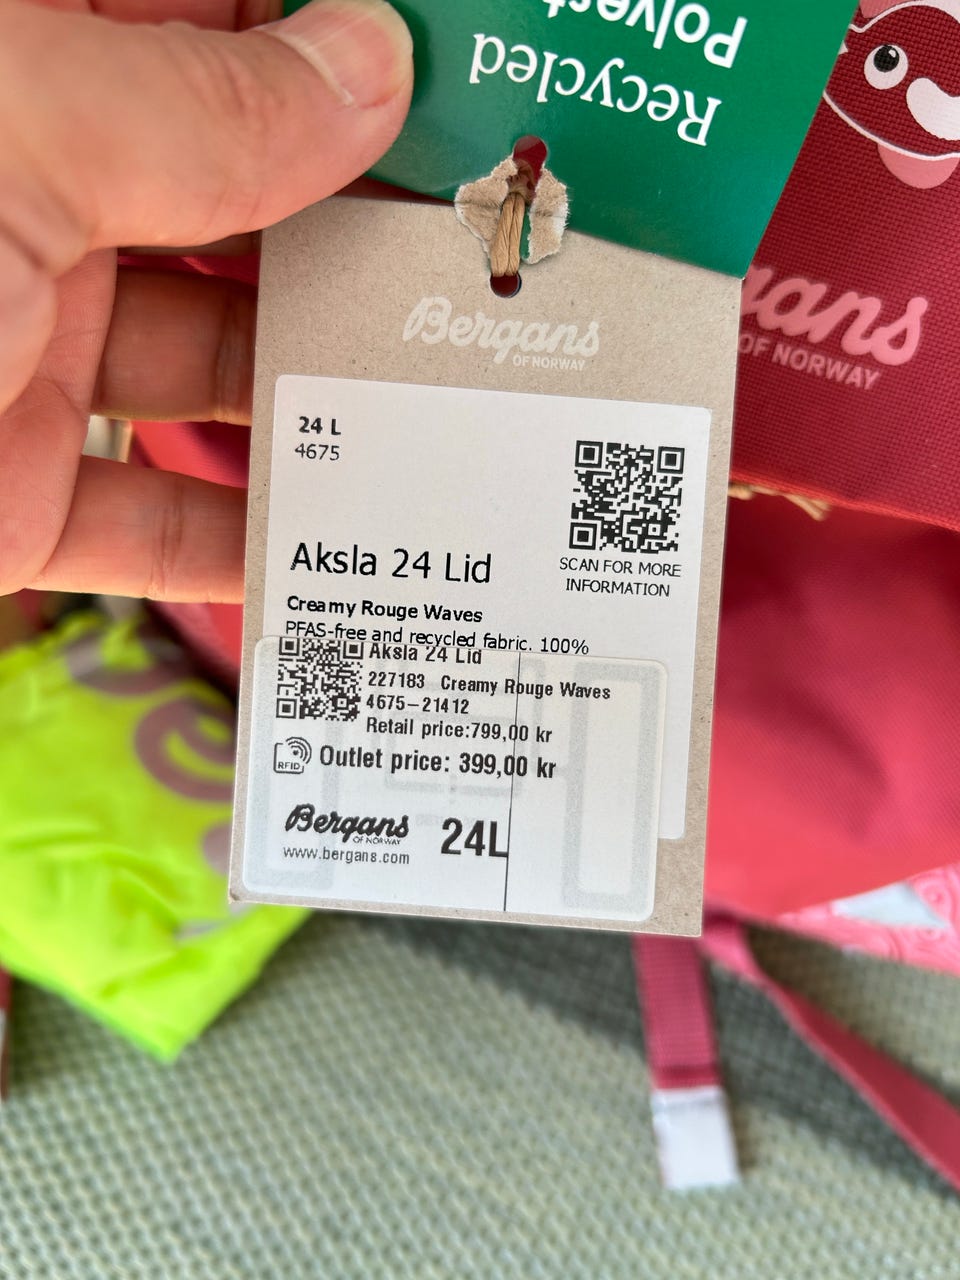 Recycled
Polyest
Bergans
OF NORWAY
24 L
4675
SCAN FOR MORE
INFORMATION
Aksla 24 Lid
Creamy Rouge Waves
PFAS-free and recycled fabric. 100%
Aksla 24 Lid
227183 Creamy Rouge Waves
4675-21412
Retail price:799,00 kr
RFID
Outlet price: 399,00 kr
Bergans
OF NORWAY
www.bergans.com
24L
gans
OF NORWAY